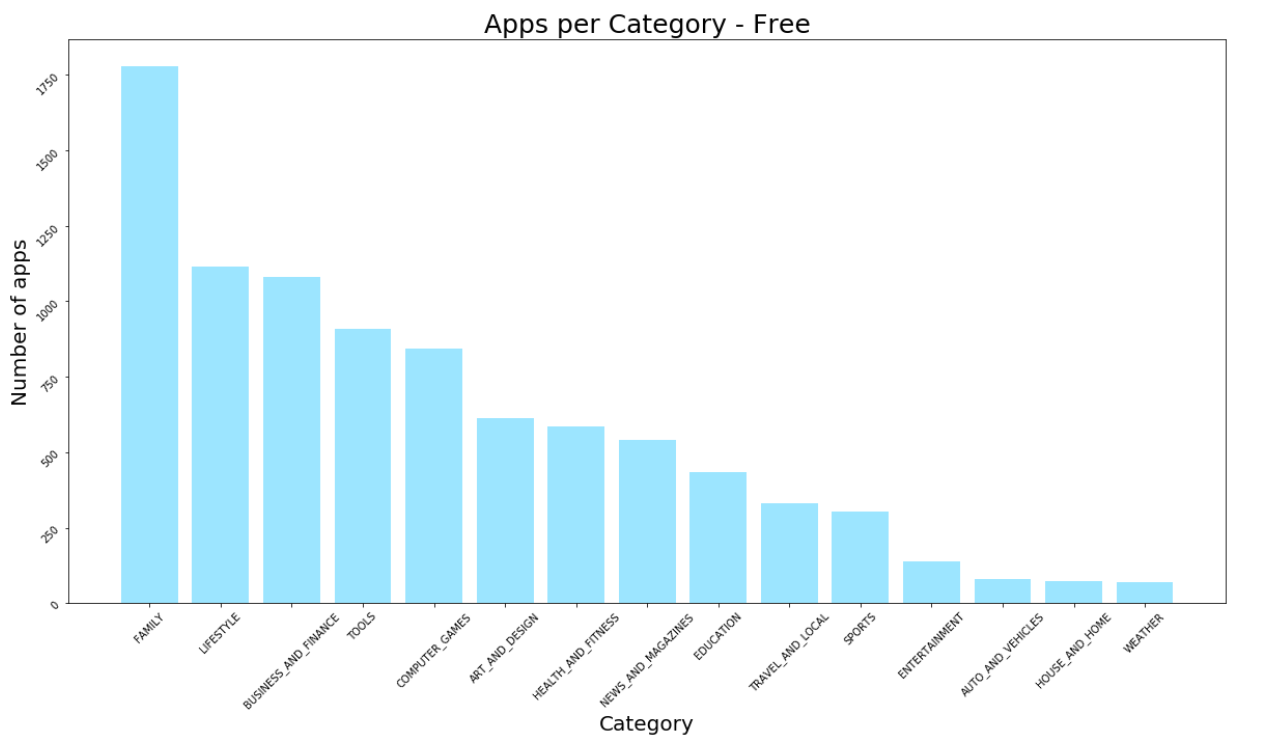 Apps per Category - Free
Number of apps
1750
1500
1250
1000
750
500
250
0
FAMILY
LIFESTYLE
BUSINESS_AND_FINANCE
TOOLS
COMPUTER_GAMES
ART_AND_DESIGN
HEALTH_AND_FITNESS
NEWS_AND_MAGAZINES
EDUCATION
TRAVEL_AND_LOCAL
SPORTS
ENTERTAINMENT
AUTO_AND_VEHICLES
HOUSE_AND_HOME
WEATHER
Category